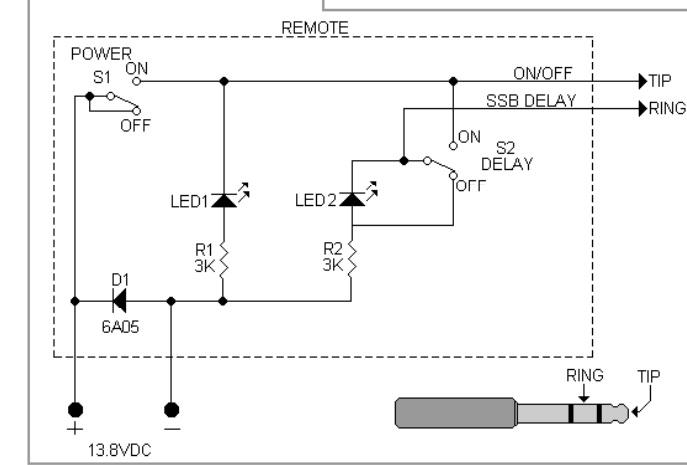 REMOTE
POWER
ON
S1
OFF
ON/OFF
TIP
SSB DELAY
RING
ON
S2
DELAY
OFF
LED1
LED2
R1
3K
R2
3K
D1
6A05
RING
TIP
+
−
13.8VDC